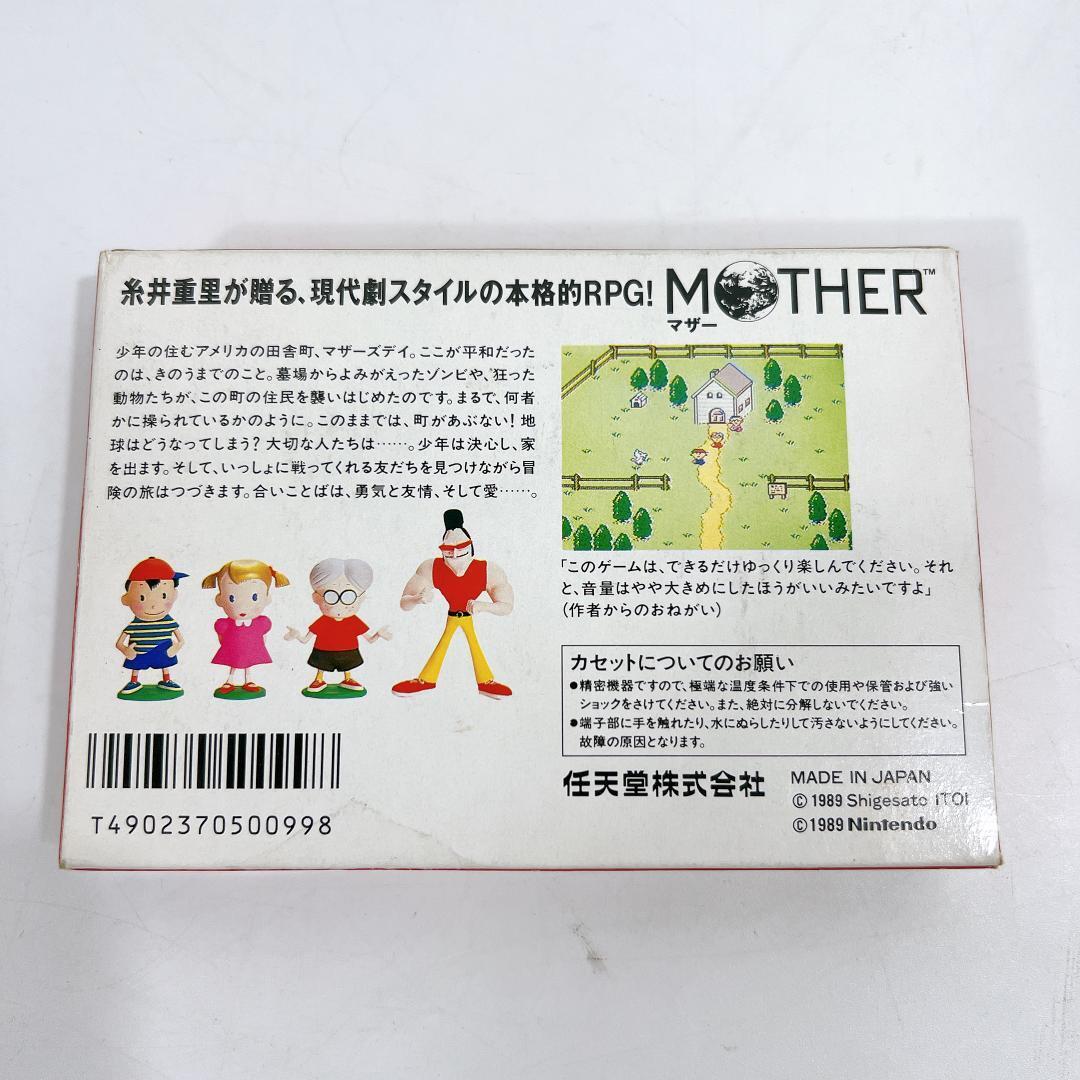 糸井重里が贈る、現代劇スタイルの本格的RPG!
MOTHER™
マザー
少年の住むアメリカの田舎町、マザーズデイ。ここが平和だった
のは、きのうまでのこと。墓場からよみがえったゾンビや、狂った
動物たちが、この町の住民を襲いはじめたのです。まるで、何者
かに操られているかのように。このままでは、町があぶない!地
球はどうなってしまう?大切な人たちは……。少年は決心し、家
を出ます。そして、いっしょに戦ってくれる友だちを見つけながら冒
険の旅はつづきます。合いことばは、勇気と友情、そして愛……。
「このゲームは、できるだけゆっくり楽しんでください。それ
と、音量はやや大きめにしたほうがいいみたいですよ」
(作者からのおねがい)
カセットについてのお願い
●精密機器ですので、極端な温度条件下での使用や保管および強い
ショックをさけてください。また、絶対に分解しないでください。
●端子部に手を触れたり、水にぬらしたりして汚さないようにしてください。
故障の原因となります。
T4902370500998
任天堂株式会社
MADE IN JAPAN
© 1989 Shigesato ITOI
© 1989 Nintendo